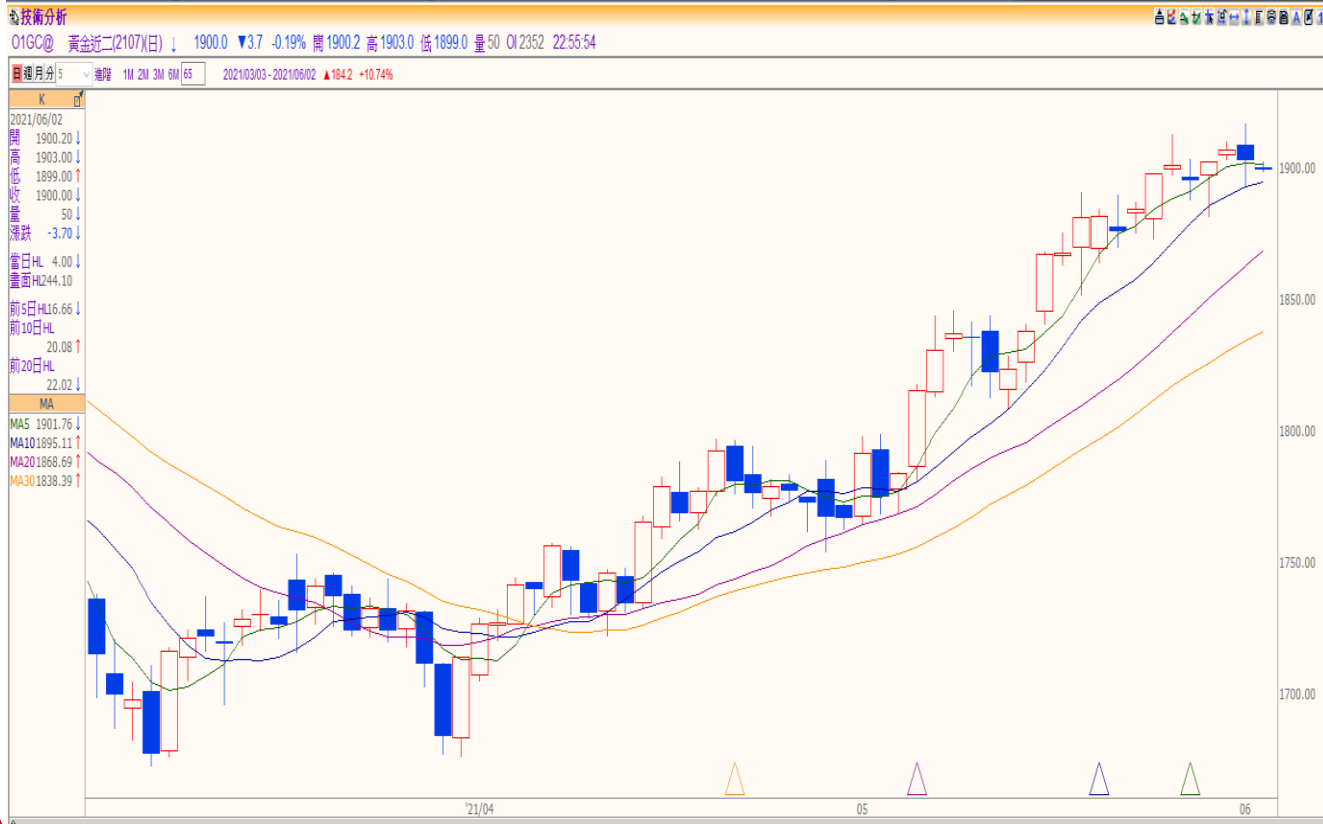 技術分析
O1GC@ 黃金近二(2107)(日) ↓ 1900.0 ▼3.7 -0.19% 開 1900.2 高 1903.0 低 1899.0 量 50 OI 2352 22:55:54
日 週 月 分 5 進階 1M 2M 3M 6M 65 2021/03/03 - 2021/06/02 ▲184.2 +10.74%
K
2021/06/02
開 1900.20 ↓
高 1903.00 ↓
低 1899.00 ↑
收 1900.00 ↓
量 50 ↓
漲跌 -3.70 ↓
當日HL 4.00 ↓
畫面HL 244.10
前5日HL 16.66 ↓
前10日HL
20.08 ↑
前20日HL
22.02 ↓
MA
MA5 1901.76 ↓
MA10 1895.11 ↑
MA20 1868.69 ↑
MA30 1838.39 ↑
1900.00
1850.00
1800.00
1750.00
1700.00
'21/04 05 06